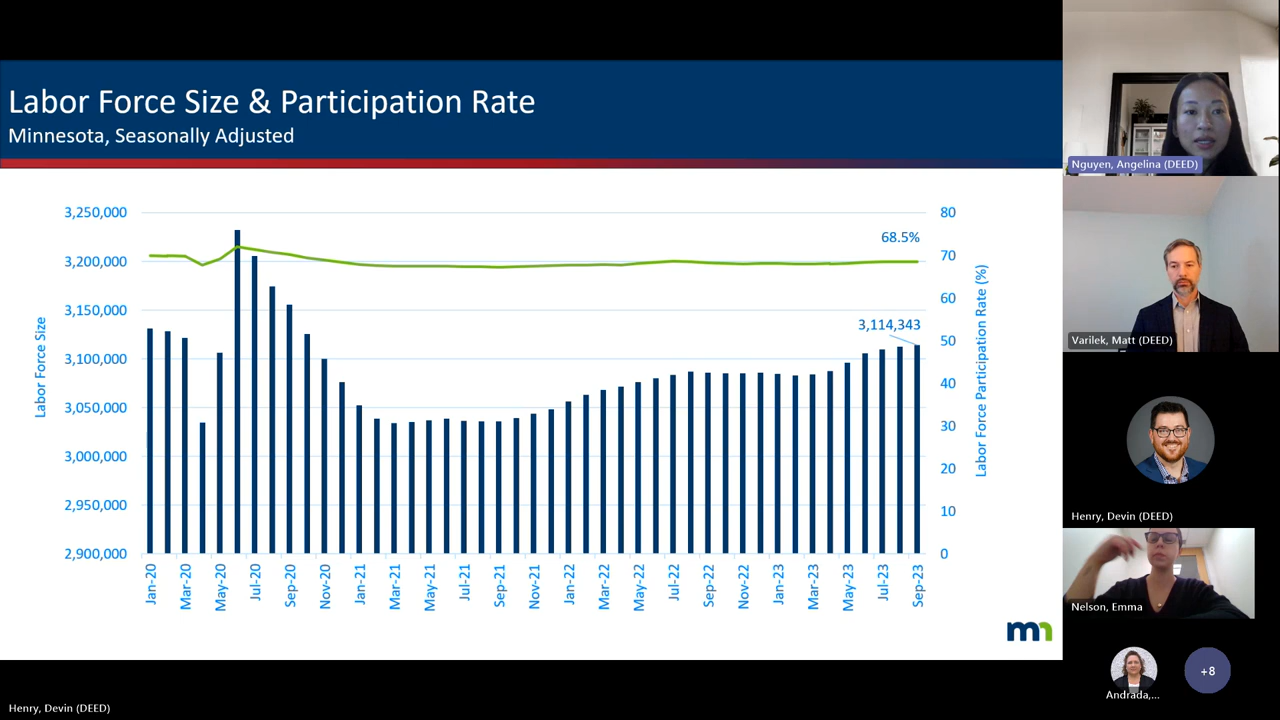 Labor Force Size & Participation Rate
Minnesota, Seasonally Adjusted
3,250,000
3,200,000
3,150,000
3,100,000
3,050,000
3,000,000
2,950,000
2,900,000
Labor Force Size
80
70
60
50
40
30
20
10
0
Labor Force Participation Rate (%)
68.5%
3,114,343
Jan-20
Mar-20
May-20
Jul-20
Sep-20
Nov-20
Jan-21
Mar-21
May-21
Jul-21
Sep-21
Nov-21
Jan-22
Mar-22
May-22
Jul-22
Sep-22
Nov-22
Jan-23
Mar-23
May-23
Jul-23
Sep-23
mn
Henry, Devin (DEED)
Nguyen, Angelina (DEED)
Varilek, Matt (DEED)
Henry, Devin (DEED)
Nelson, Emma
Andrada,...
+8